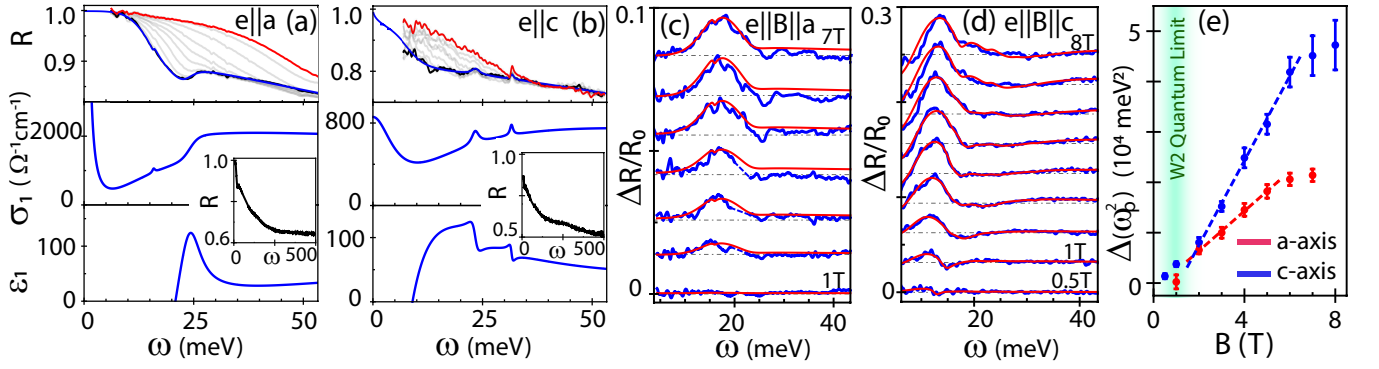 R
1.0
0.9
0.8
e||a (a)
σ₁ (Ω⁻¹cm⁻¹)
2000
0
R
1.0
0.6
0 ω 500
ε₁
100
0
0 25 50
ω (meV)
1.0
0.8
e||c (b)
800
0
R
1.0
0.5
0 ω 500
100
0
0 25 50
ω (meV)
ΔR/R₀
0.1
0
(c) e||B||a
7T
1T
20 40
ω (meV)
ΔR/R₀
0.3
0
(d) e||B||c
8T
1T
0.5T
20 40
ω (meV)
Δ(ωₚ²) (10⁴ meV²)
5
0
(e)
W2 Quantum Limit
a-axis
c-axis
0 4 8
B (T)